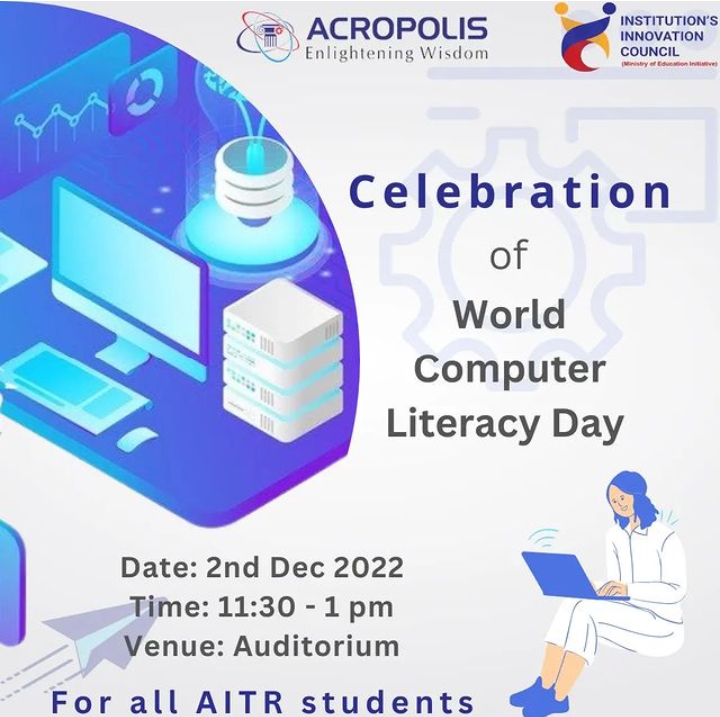 ACROPOLIS
Enlightening Wisdom
INSTITUTION'S
INNOVATION
COUNCIL
(Ministry of Education Initiative)
Celebration
of
World
Computer
Literacy Day
Date: 2nd Dec 2022
Time: 11:30 - 1 pm
Venue: Auditorium
For all AITR students